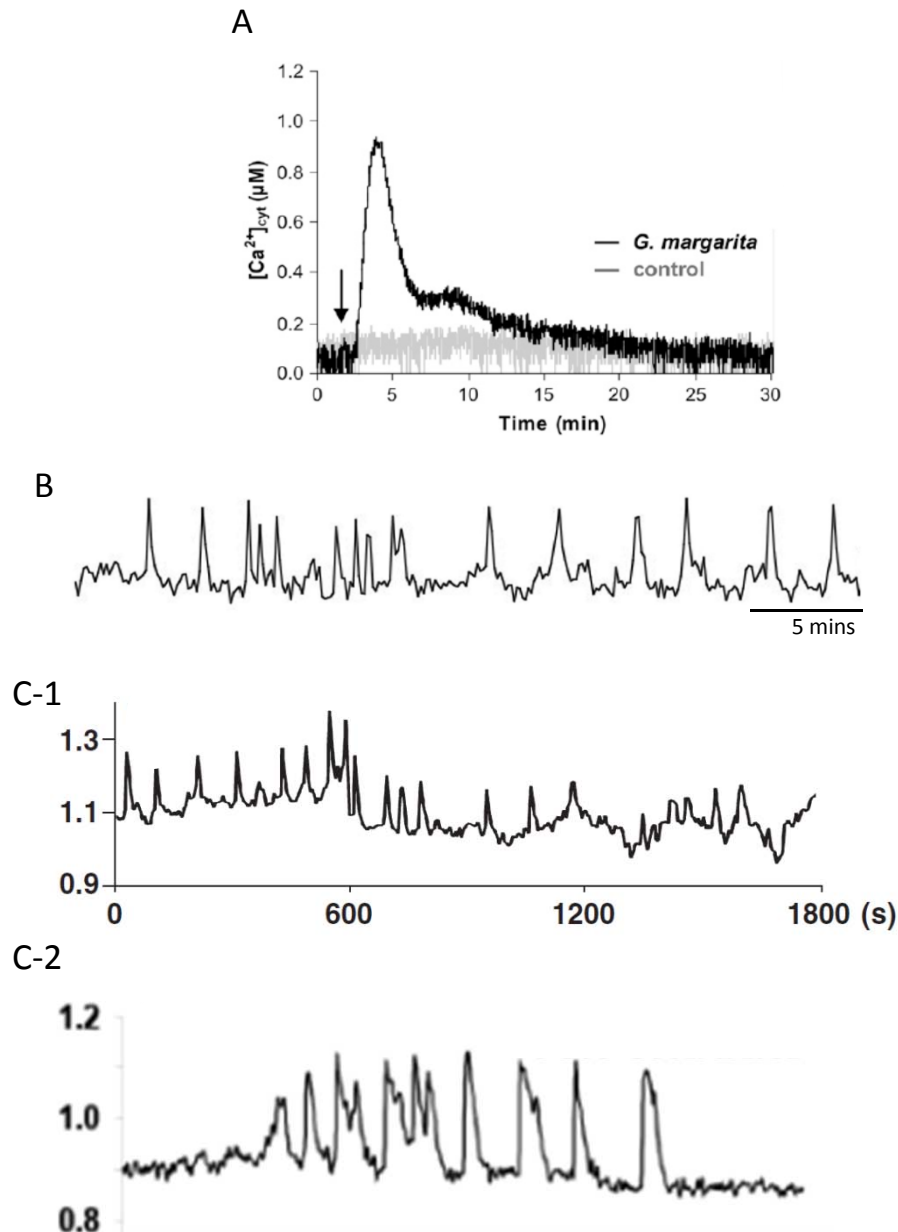 A
1.2
1.0
0.8
0.6
0.4
0.2
0.0
[Ca2+]cyt (µM)
G. margarita
control
0 5 10 15 20 25 30
Time (min)
B
5 mins
C-1
1.3
1.1
0.9
0 600 1200 1800 (s)
C-2
1.2
1.0
0.8